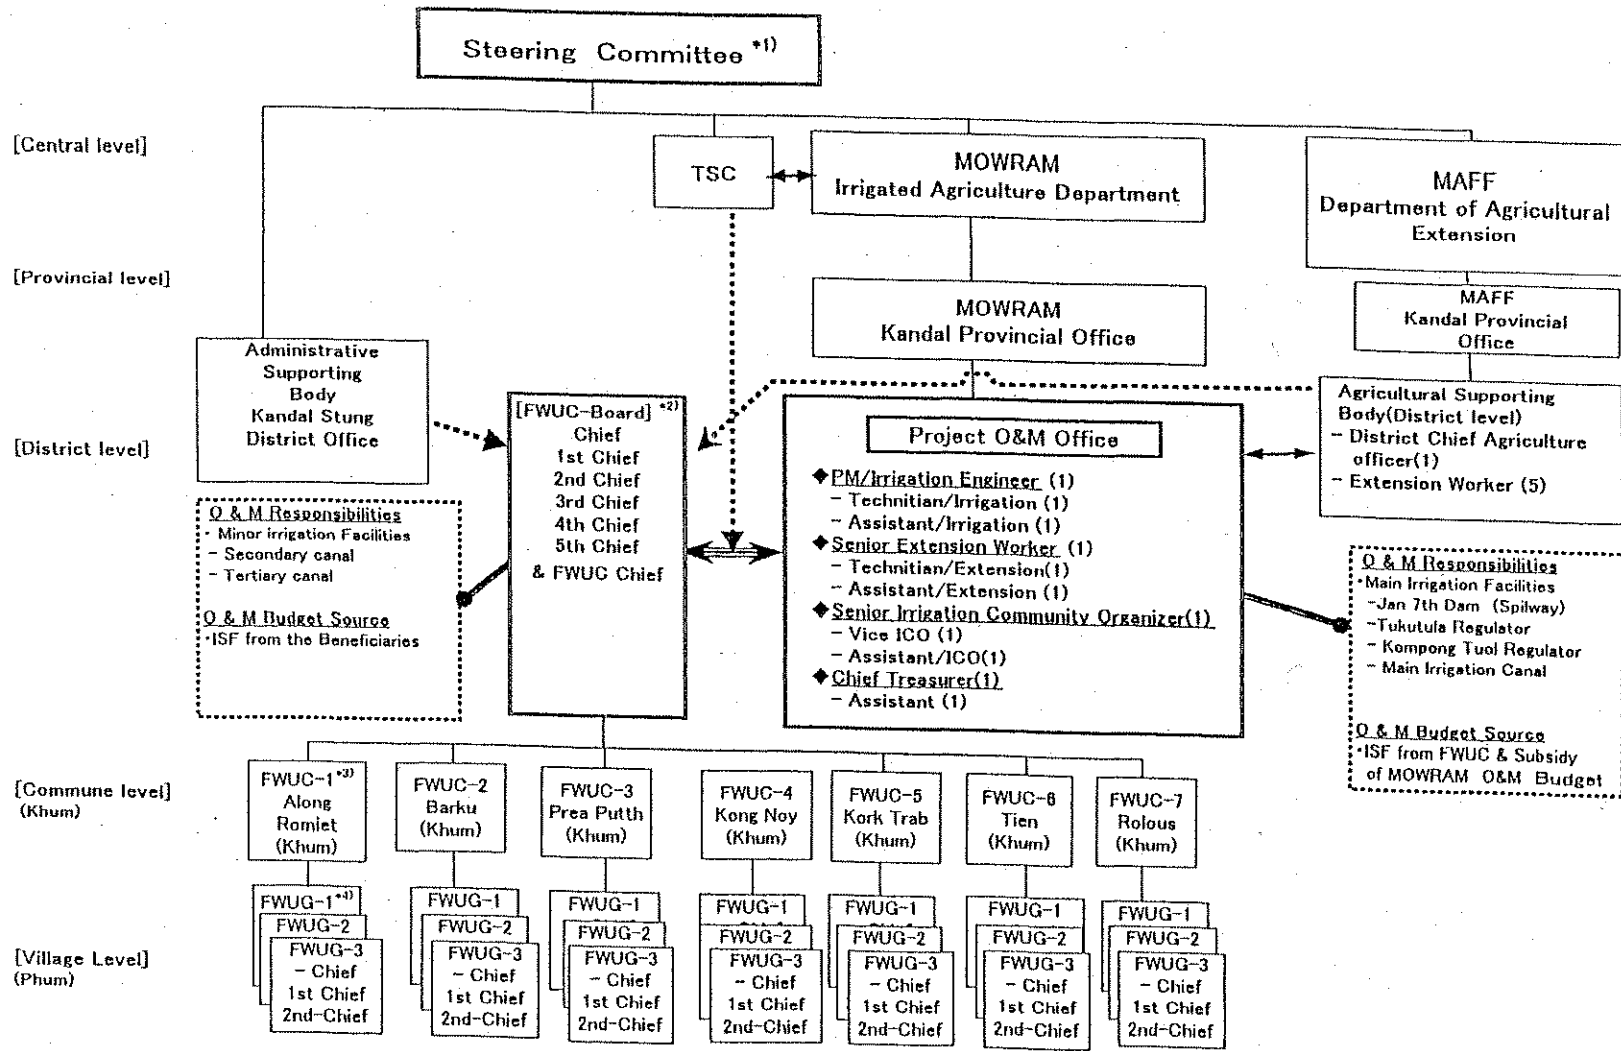 Steering Committee *1)
[Central level]
TSC
MOWRAM
Irrigated Agriculture Department
MAFF
Department of Agricultural
Extension
[Provincial level]
MOWRAM
Kandal Provincial Office
MAFF
Kandal Provincial
Office
[District level]
Administrative
Supporting
Body
Kandal Stung
District Office
[FWUC-Board] *2)
Chief
1st Chief
2nd Chief
3rd Chief
4th Chief
5th Chief
& FWUC Chief
Project O&M Office
◆PM/Irrigation Engineer (1)
- Technitian/Irrigation (1)
- Assistant/Irrigation (1)
◆Senior Extension Worker (1)
- Technitian/Extension(1)
- Assistant/Extension (1)
◆Senior Irrigation Community Organizer(1)
- Vice ICO (1)
- Assistant/ICO(1)
◆Chief Treasurer(1)
- Assistant (1)
Agricultural Supporting
Body(District level)
- District Chief Agriculture
officer(1)
- Extension Worker (5)
O & M Responsibilities
・Minor irrigation Facilities
- Secondary canal
- Tertiary canal
O & M Budget Source
・ISF from the Beneficiaries
O & M Responsibilities
・Main Irrigation Facilities
-Jan 7th Dam (Spilway)
-Tukutula Regulator
- Kompong Tuol Regulator
- Main Irrigation Canal
O & M Budget Source
・ISF from FWUC & Subsidy
of MOWRAM O&M Budget
[Commune level]
(Khum)
FWUC-1 *3)
Along
Romiet
(Khum)
FWUC-2
Barku
(Khum)
FWUC-3
Prea Putth
(Khum)
FWUC-4
Kong Noy
(Khum)
FWUC-5
Kork Trab
(Khum)
FWUC-6
Tien
(Khum)
FWUC-7
Rolous
(Khum)
[Village Level]
(Phum)
FWUG-1 *4)
FWUG-2
FWUG-3
- Chief
1st Chief
2nd-Chief
FWUG-1
FWUG-2
FWUG-3
- Chief
1st Chief
2nd-Chief
FWUG-1
FWUG-2
FWUG-3
- Chief
1st Chief
2nd-Chief
FWUG-1
FWUG-2
FWUG-3
- Chief
1st Chief
2nd-Chief
FWUG-1
FWUG-2
FWUG-3
- Chief
1st Chief
2nd-Chief
FWUG-1
FWUG-2
FWUG-3
- Chief
1st Chief
2nd-Chief
FWUG-1
FWUG-2
FWUG-3
- Chief
1st Chief
2nd-Chief